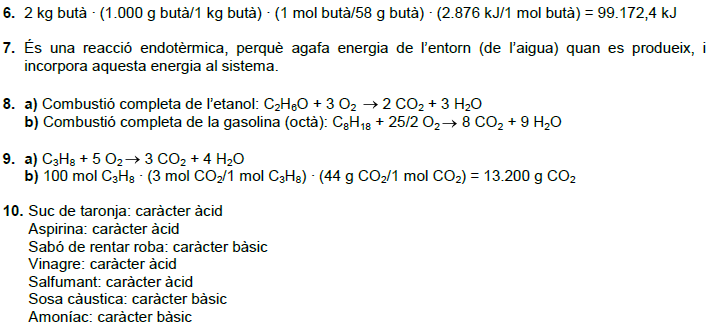 6. 2 kg butà · (1.000 g butà/1 kg butà) · (1 mol butà/58 g butà) · (2.876 kJ/1 mol butà) = 99.172,4 kJ
7. És una reacció endotèrmica, perquè agafa energia de l'entorn (de l'aigua) quan es produeix, i
incorpora aquesta energia al sistema.
8. a) Combustió completa de l'etanol: C₂H₆O + 3 O₂ → 2 CO₂ + 3 H₂O
b) Combustió completa de la gasolina (octà): C₈H₁₈ + 25/2 O₂→ 8 CO₂ + 9 H₂O
9. a) C₃H₈ + 5 O₂→ 3 CO₂ + 4 H₂O
b) 100 mol C₃H₈ · (3 mol CO₂/1 mol C₃H₈) · (44 g CO₂/1 mol CO₂) = 13.200 g CO₂
10. Suc de taronja: caràcter àcid
Aspirina: caràcter àcid
Sabó de rentar roba: caràcter bàsic
Vinagre: caràcter àcid
Salfumant: caràcter àcid
Sosa càustica: caràcter bàsic
Amoníac: caràcter bàsic